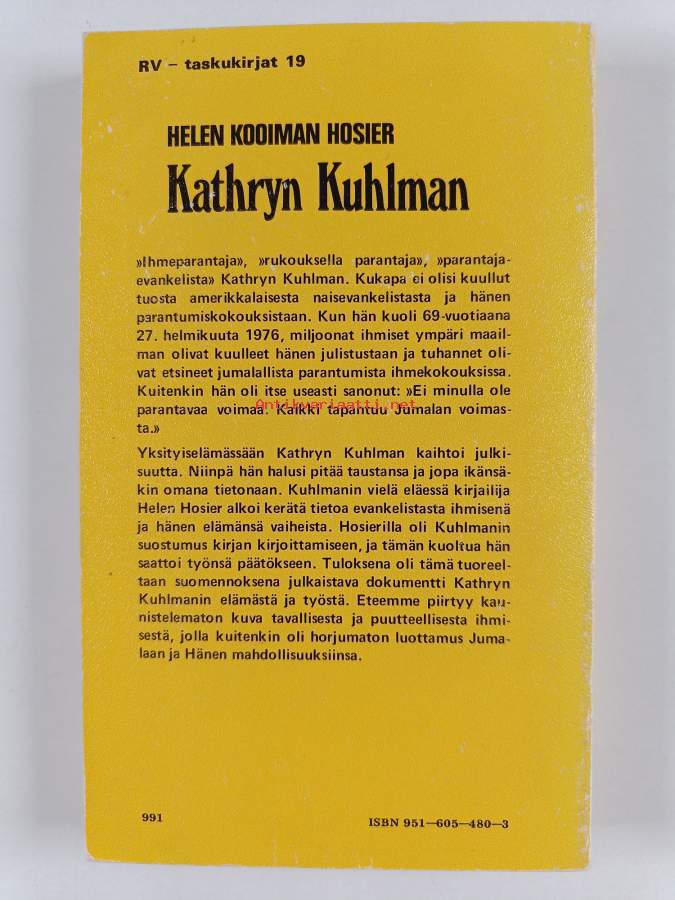 RV – taskukirjat 19
HELEN KOOIMAN HOSIER
Kathryn Kuhlman
»Ihmeparantaja», »rukouksella parantaja», »parantaja-
evankelista» Kathryn Kuhlman. Kukapa ei olisi kuullut
tuosta amerikkalaisesta naisevankelistasta ja hänen
parantumiskokouksistaan. Kun hän kuoli 69-vuotiaana
27. helmikuuta 1976, miljoonat ihmiset ympäri maail-
man olivat kuulleet hänen julistustaan ja tuhannet oli-
vat etsineet jumalallista parantumista ihmekokouksissa.
Kuitenkin hän oli itse useasti sanonut: »Ei minulla ole
parantavaa voimaa. Kaikki tapahtuu Jumalan voimas-
Antikvariaatti.net
ta.»
Yksityiselämässään Kathryn Kuhlman kaihtoi julki-
suutta. Niinpä hän halusi pitää taustansa ja jopa ikänsä-
kin omana tietonaan. Kuhlmanin vielä eläessä kirjailija
Helen Hosier alkoi kerätä tietoa evankelistasta ihmisenä
ja hänen elämänsä vaiheista. Hosierilla oli Kuhlmanin
suostumus kirjan kirjoittamiseen, ja tämän kuoltua hän
saattoi työnsä päätökseen. Tuloksena oli tämä tuoreel-
taan suomennoksena julkaistava dokumentti Kathryn
Kuhlmanin elämästä ja työstä. Eteemme piirtyy kau-
nistelematon kuva tavallisesta ja puutteellisesta ihmi-
sestä, jolla kuitenkin oli horjumaton luottamus Juma-
laan ja Hänen mahdollisuuksiinsa.
991
ISBN 951—605—480—3